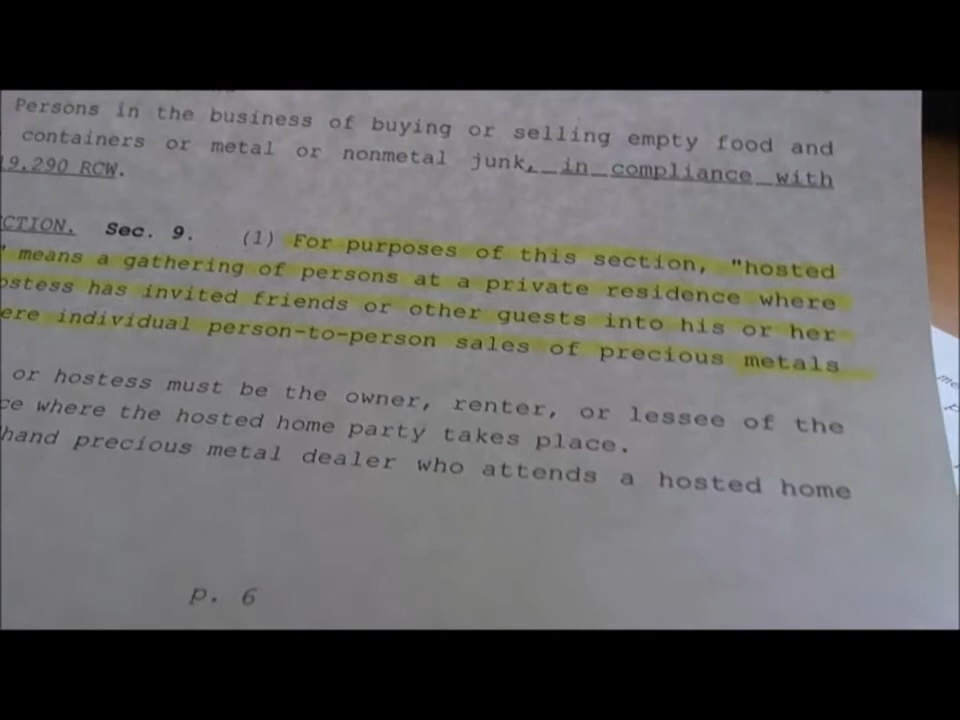 Persons in the business of buying or selling empty food and
containers or metal or nonmetal junk, in compliance with
19.290 RCW.
CTION. Sec. 9. (1) For purposes of this section, "hosted
" means a gathering of persons at a private residence where
ostess has invited friends or other guests into his or her
ere individual person-to-person sales of precious metals
or hostess must be the owner, renter, or lessee of the
ce where the hosted home party takes place.
hand precious metal dealer who attends a hosted home
p. 6